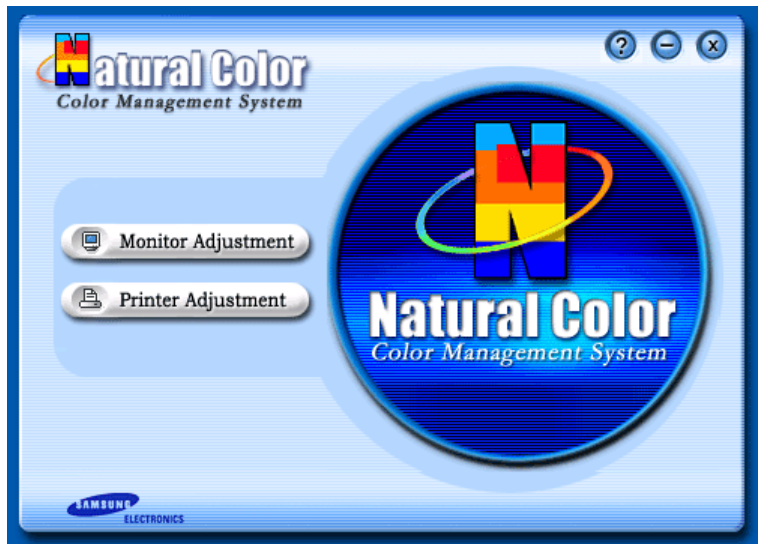 Natural Color
Color Management System
? – x
Monitor Adjustment
Printer Adjustment
N
Natural Color
Color Management System
SAMSUNG
ELECTRONICS